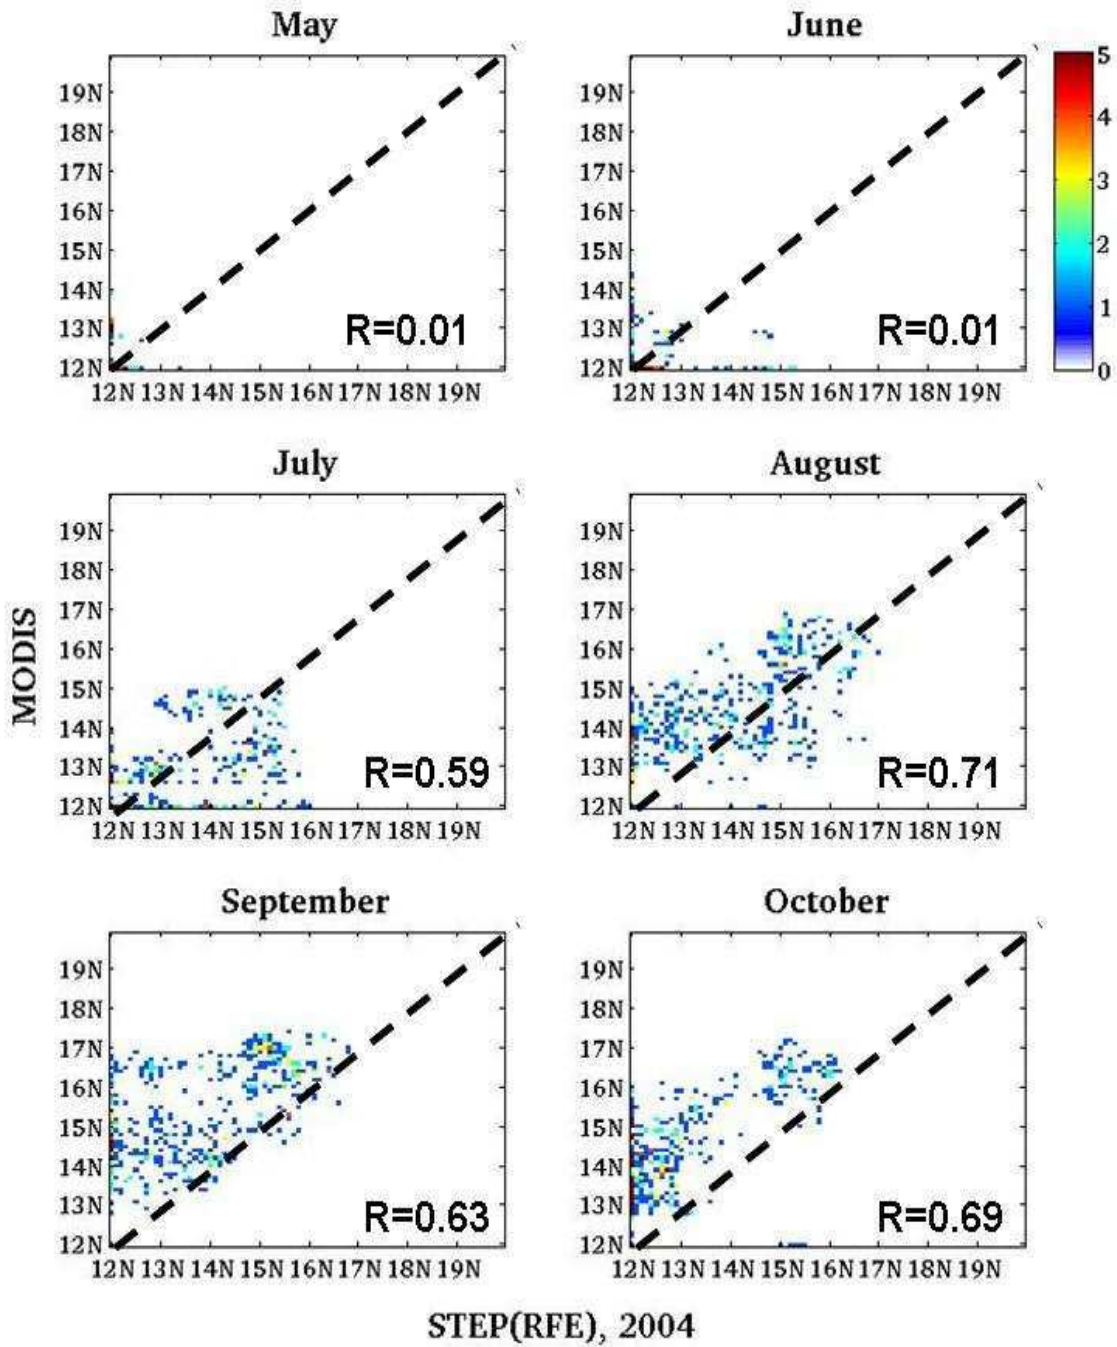 May
June
19N
18N
17N
16N
15N
14N
13N
12N
R=0.01
12N 13N 14N 15N 16N 17N 18N 19N
19N
18N
17N
16N
15N
14N
13N
12N
R=0.01
12N 13N 14N 15N 16N 17N 18N 19N
5
4
3
2
1
0
July
August
MODIS
19N
18N
17N
16N
15N
14N
13N
12N
R=0.59
12N 13N 14N 15N 16N 17N 18N 19N
19N
18N
17N
16N
15N
14N
13N
12N
R=0.71
12N 13N 14N 15N 16N 17N 18N 19N
September
October
19N
18N
17N
16N
15N
14N
13N
12N
R=0.63
12N 13N 14N 15N 16N 17N 18N 19N
19N
18N
17N
16N
15N
14N
13N
12N
R=0.69
12N 13N 14N 15N 16N 17N 18N 19N
STEP(RFE), 2004